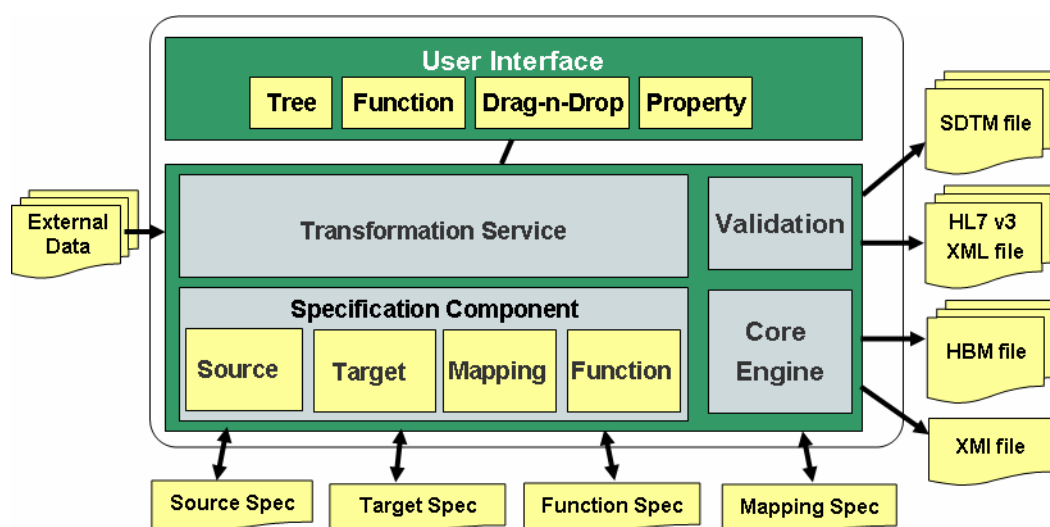 User Interface
Tree
Function
Drag-n-Drop
Property
SDTM file
External
Data
Transformation Service
Validation
HL7 v3
XML file
Specification Component
Source
Target
Mapping
Function
Core
Engine
HBM file
XMI file
Source Spec
Target Spec
Function Spec
Mapping Spec